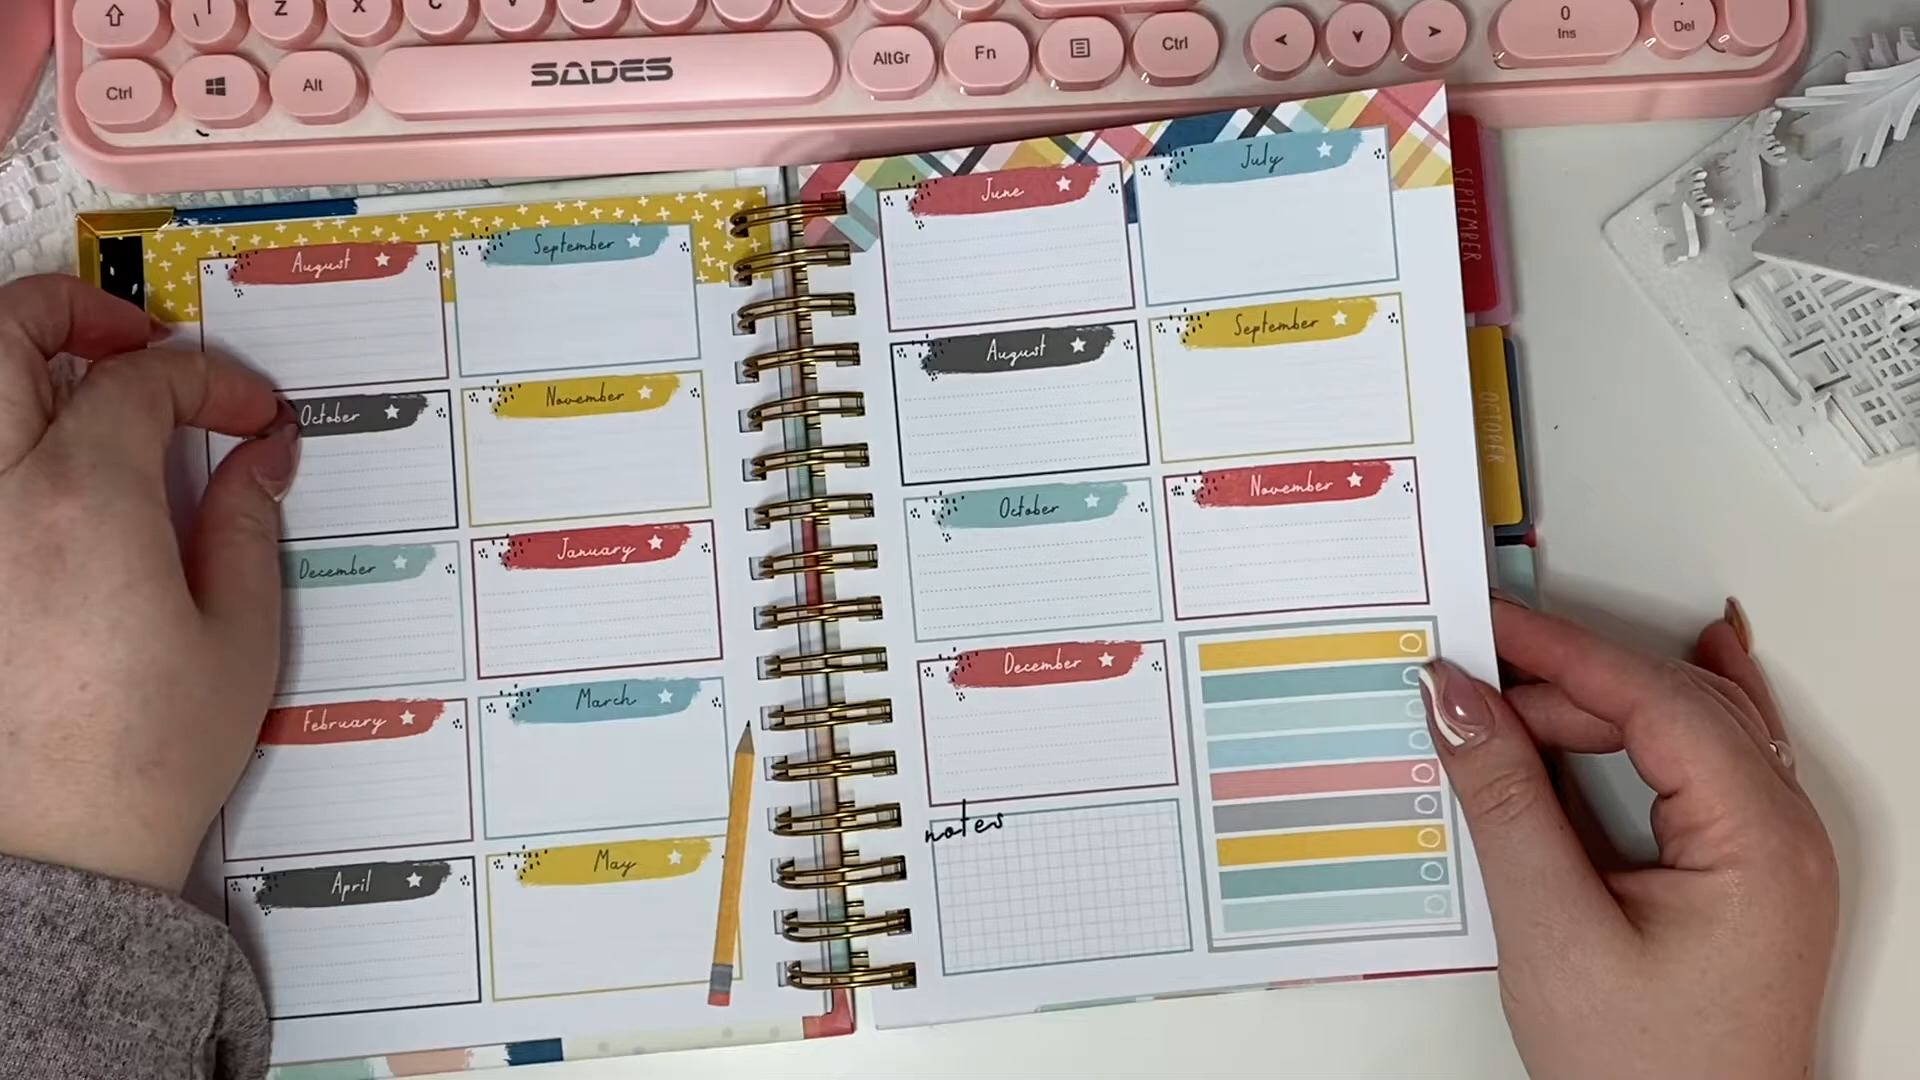 Z X C
Ctrl Alt SADES AltGr Fn Ctrl 0 Ins Del
August September
October November
December January
February March
April May
June July
August September
October November
December
notes
SEPTEMBER
OCTOBER